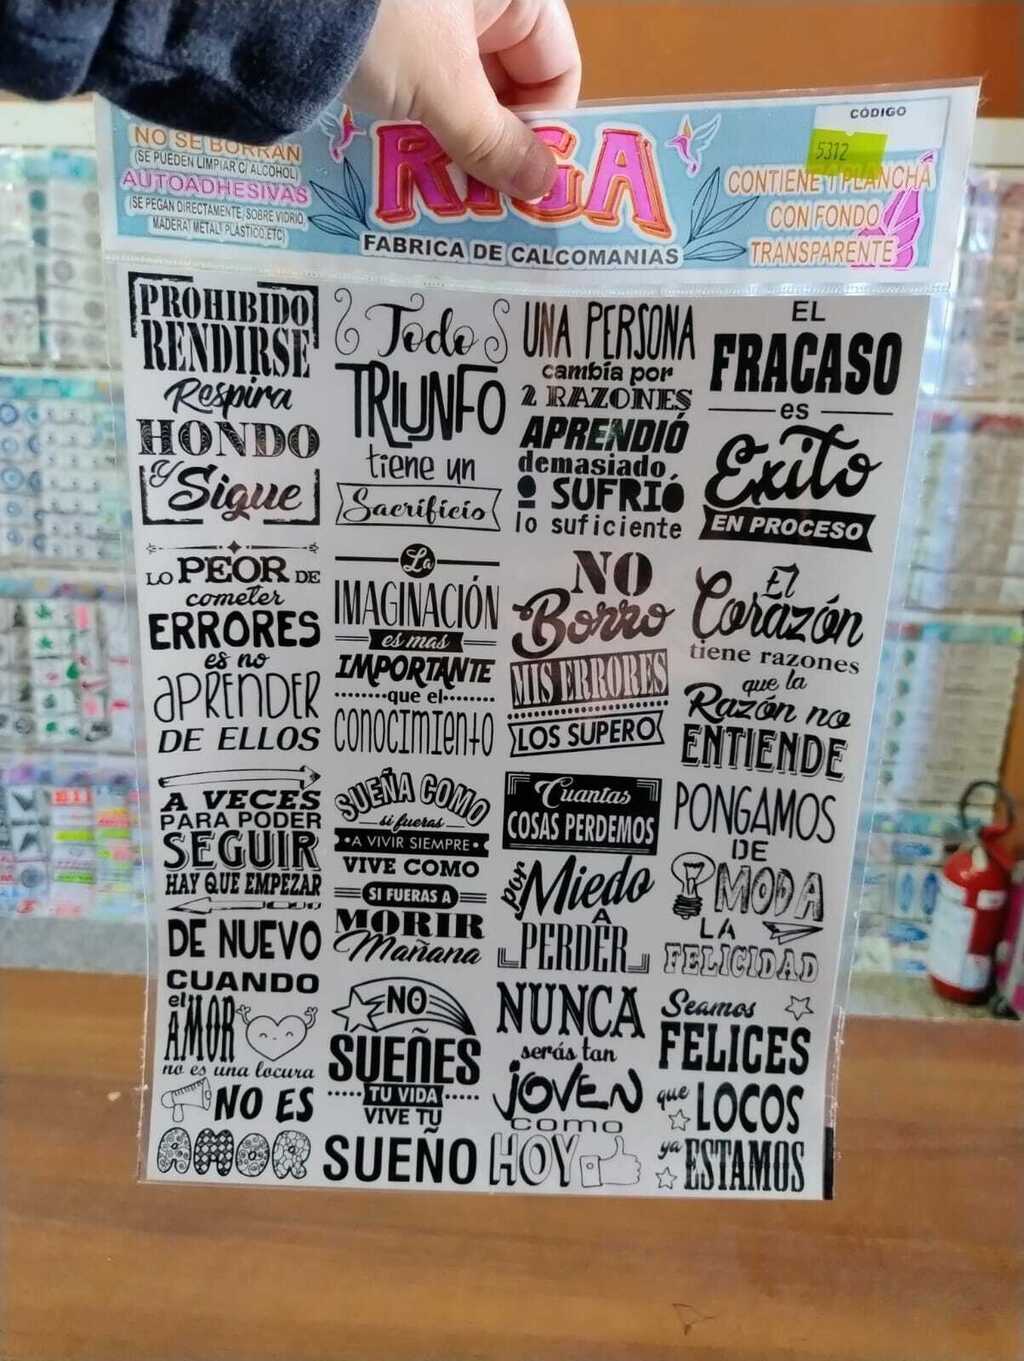 NO SE BORRAN
(SE PUEDEN LIMPIAR C/ ALCOHOL)
AUTOADHESIVAS
(SE PEGAN DIRECTAMENTE, SOBRE VIDRIO,
MADERA, METAL, PLASTICO, ETC)
RIGA
FABRICA DE CALCOMANIAS
CÓDIGO
5312
CONTIENE 1 PLANCHA
CON FONDO
TRANSPARENTE
PROHIBIDO
RENDIRSE
Respira
HONDO
y Sigue
Todo
TRIUNFO
tiene un
Sacrificio
UNA PERSONA
cambía por
2 RAZONES
APRENDIÓ
demasiado
O SUFRIÓ
lo suficiente
EL
FRACASO
es
Exito
EN PROCESO
LO PEOR DE
cometer
ERRORES
es no
APRENDER
DE ELLOS
La
IMAGINACIÓN
es mas
IMPORTANTE
que el
CONOCIMIENTO
NO
Borro
MIS ERRORES
LOS SUPERO
El
Corazón
tiene razones
que la
Razón no
ENTIENDE
A VECES
PARA PODER
SEGUIR
HAY QUE EMPEZAR
DE NUEVO
SUEÑA COMO
si fueras
A VIVIR SIEMPRE
VIVE COMO
SI FUERAS A
MORIR
Mañana
Cuantas
COSAS PERDEMOS
por Miedo
A
PERDER
PONGAMOS
DE
MODA
LA
FELICIDAD
CUANDO
el
AMOR
no es una locura
NO ES
AMOR
NO
SUEÑES
TU VIDA
VIVE TU
SUEÑO
NUNCA
serás tan
JOVEN
como
HOY
Seamos
FELICES
que LOCOS
ya ESTAMOS